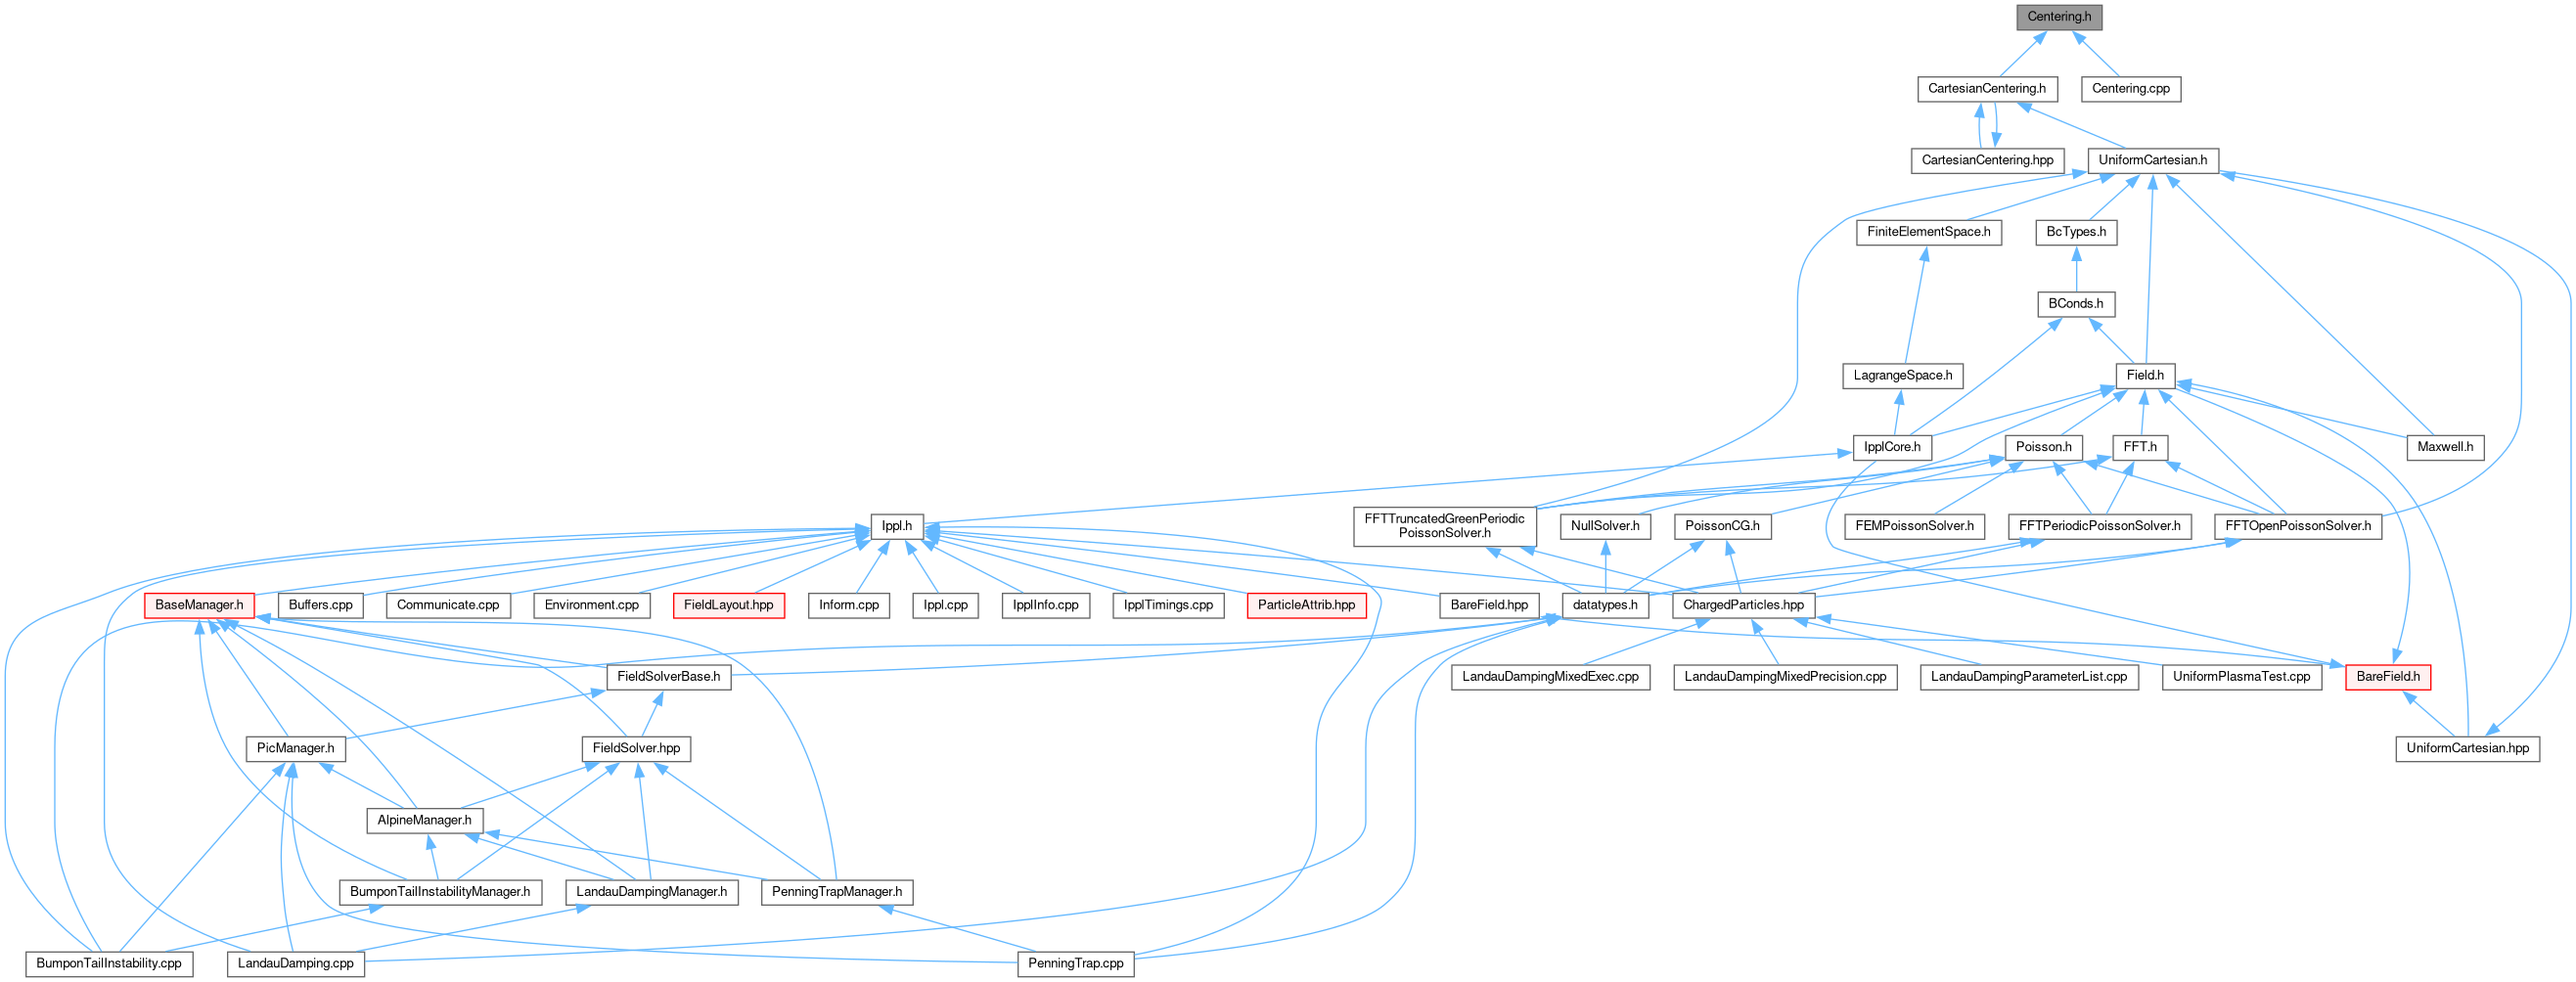 Centering.h
CartesianCentering.h
Centering.cpp
CartesianCentering.hpp
UniformCartesian.h
FiniteElementSpace.h
BcTypes.h
BConds.h
LagrangeSpace.h
Field.h
IpplCore.h
Poisson.h
FFT.h
Maxwell.h
Ippl.h
FFTTruncatedGreenPeriodic
PoissonSolver.h
NullSolver.h
PoissonCG.h
FEMPoissonSolver.h
FFTPeriodicPoissonSolver.h
FFTOpenPoissonSolver.h
BaseManager.h
Buffers.cpp
Communicate.cpp
Environment.cpp
FieldLayout.hpp
Inform.cpp
Ippl.cpp
IpplInfo.cpp
IpplTimings.cpp
ParticleAttrib.hpp
BareField.hpp
datatypes.h
ChargedParticles.hpp
FieldSolverBase.h
LandauDampingMixedExec.cpp
LandauDampingMixedPrecision.cpp
LandauDampingParameterList.cpp
UniformPlasmaTest.cpp
BareField.h
PicManager.h
FieldSolver.hpp
UniformCartesian.hpp
AlpineManager.h
BumponTailInstabilityManager.h
LandauDampingManager.h
PenningTrapManager.h
BumponTailInstability.cpp
LandauDamping.cpp
PenningTrap.cpp